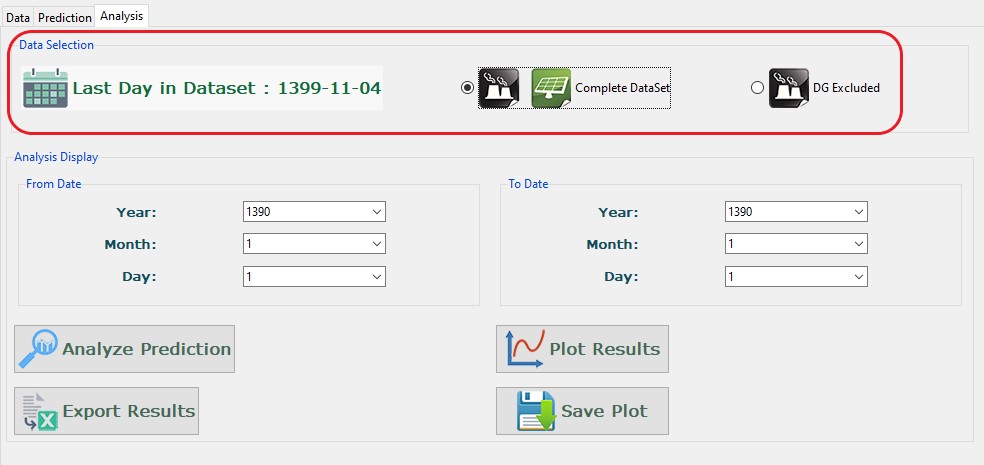 Data Prediction Analysis
Data Selection
Last Day in Dataset : 1399-11-04 Complete DataSet DG Excluded
Analysis Display
From Date To Date
Year: 1390 Year: 1390
Month: 1 Month: 1
Day: 1 Day: 1
Analyze Prediction Plot Results
Export Results Save Plot